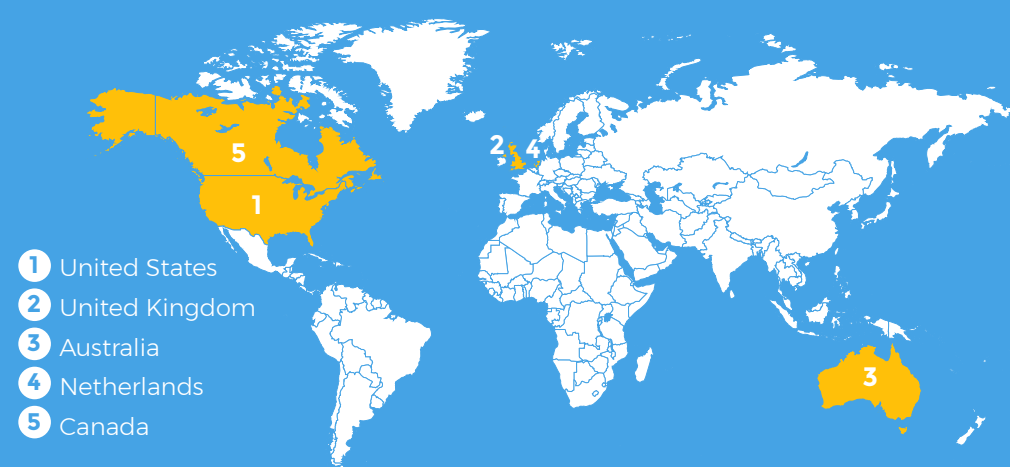 2 4
5
1
1 United States
2 United Kingdom
3 Australia
3
4 Netherlands
5 Canada